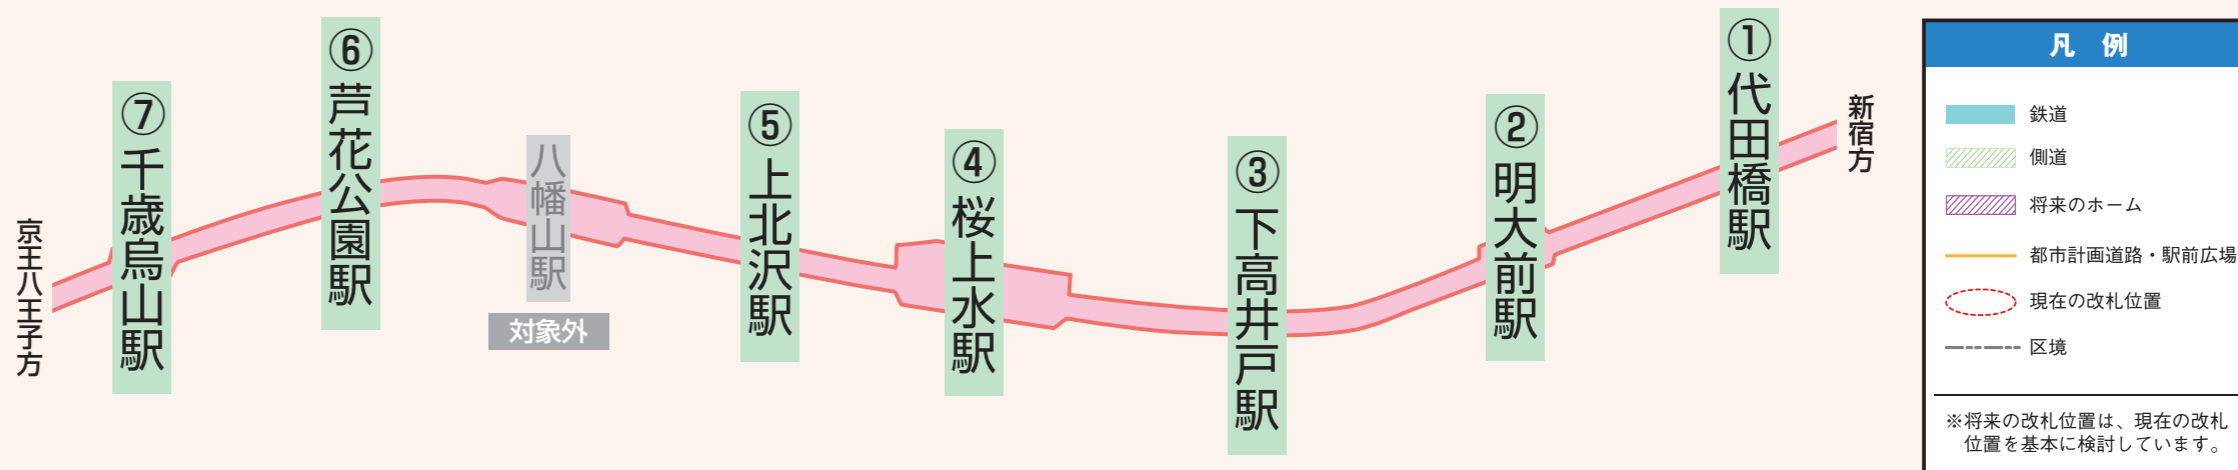 ①代田橋駅
新宿方
②明大前駅
③下高井戸駅
④桜上水駅
⑤上北沢駅
八幡山駅
対象外
⑥芦花公園駅
⑦千歳烏山駅
京王八王子方
凡 例
鉄道
側道
将来のホーム
都市計画道路・駅前広場
現在の改札位置
区境
※将来の改札位置は、現在の改札
位置を基本に検討しています。